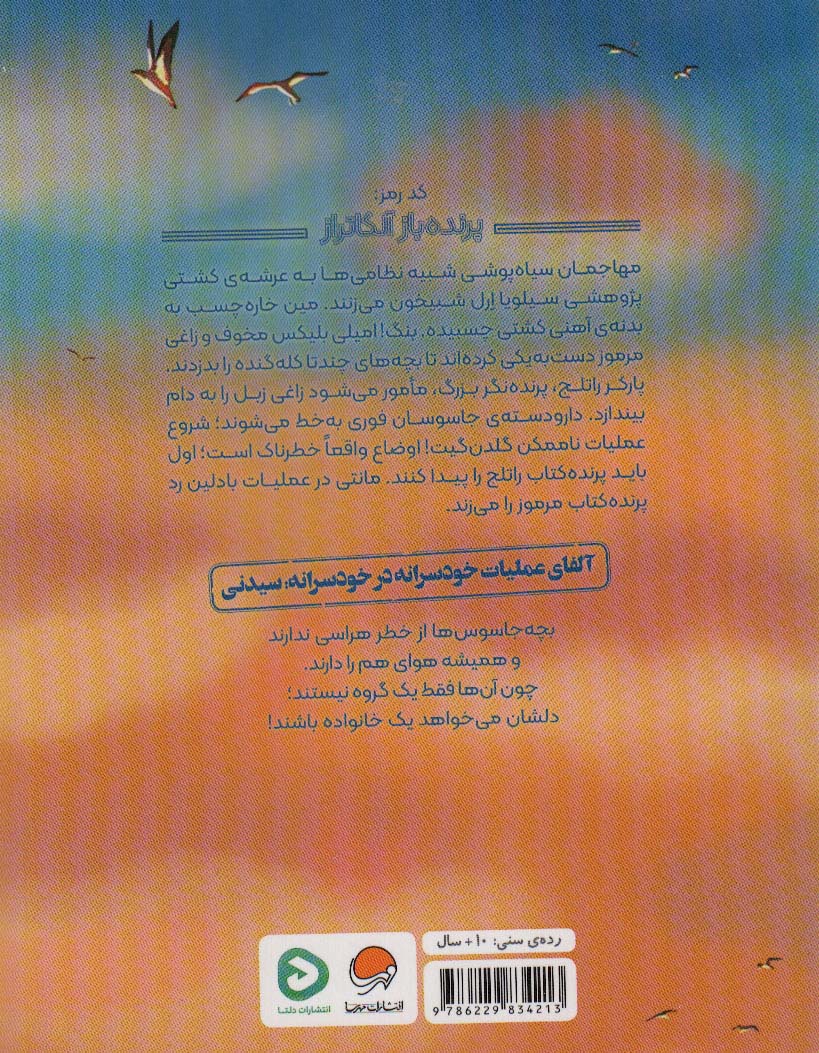 کد رمز:
پرنده‌باز آلکاتراز
مهاجمان سیاه‌پوشی شبیه نظامی‌ها به عرشه‌ی کشتی
پژوهشی سیلویا اِرل شبیخون می‌زنند. مین خاره‌چسب به
بدنه‌ی آهنی کشتی چسبیده. بنگ! امیلی بلیکس مخوف و زاغی
مرموز دست‌به‌یکی کرده‌اند تا بچه‌های چندتا کله‌گنده را بدزدند.
پارکر راتلج، پرنده‌نگر بزرگ، مأمور می‌شود زاغی زبل را به دام
بیندازد. دارودسته‌ی جاسوسان فوری به‌خط می‌شوند؛ شروع
عملیات ناممکن گلدن‌گیت! اوضاع واقعاً خطرناک است؛ اول
باید پرنده‌کتاب راتلج را پیدا کنند. مانتی در عملیات بادلین رد
پرنده‌کتاب مرموز را می‌زند.
آلفای عملیات خودسرانه در خودسرانه: سیدنی
بچه‌جاسوس‌ها از خطر هراسی ندارند
و همیشه هوای هم را دارند.
چون آن‌ها فقط یک گروه نیستند؛
دلشان می‌خواهد یک خانواده باشند!
رده‌ی سنی: ۱۰ + سال
انتشارات مهرسا
انتشارات دلتا
9 786229 834213